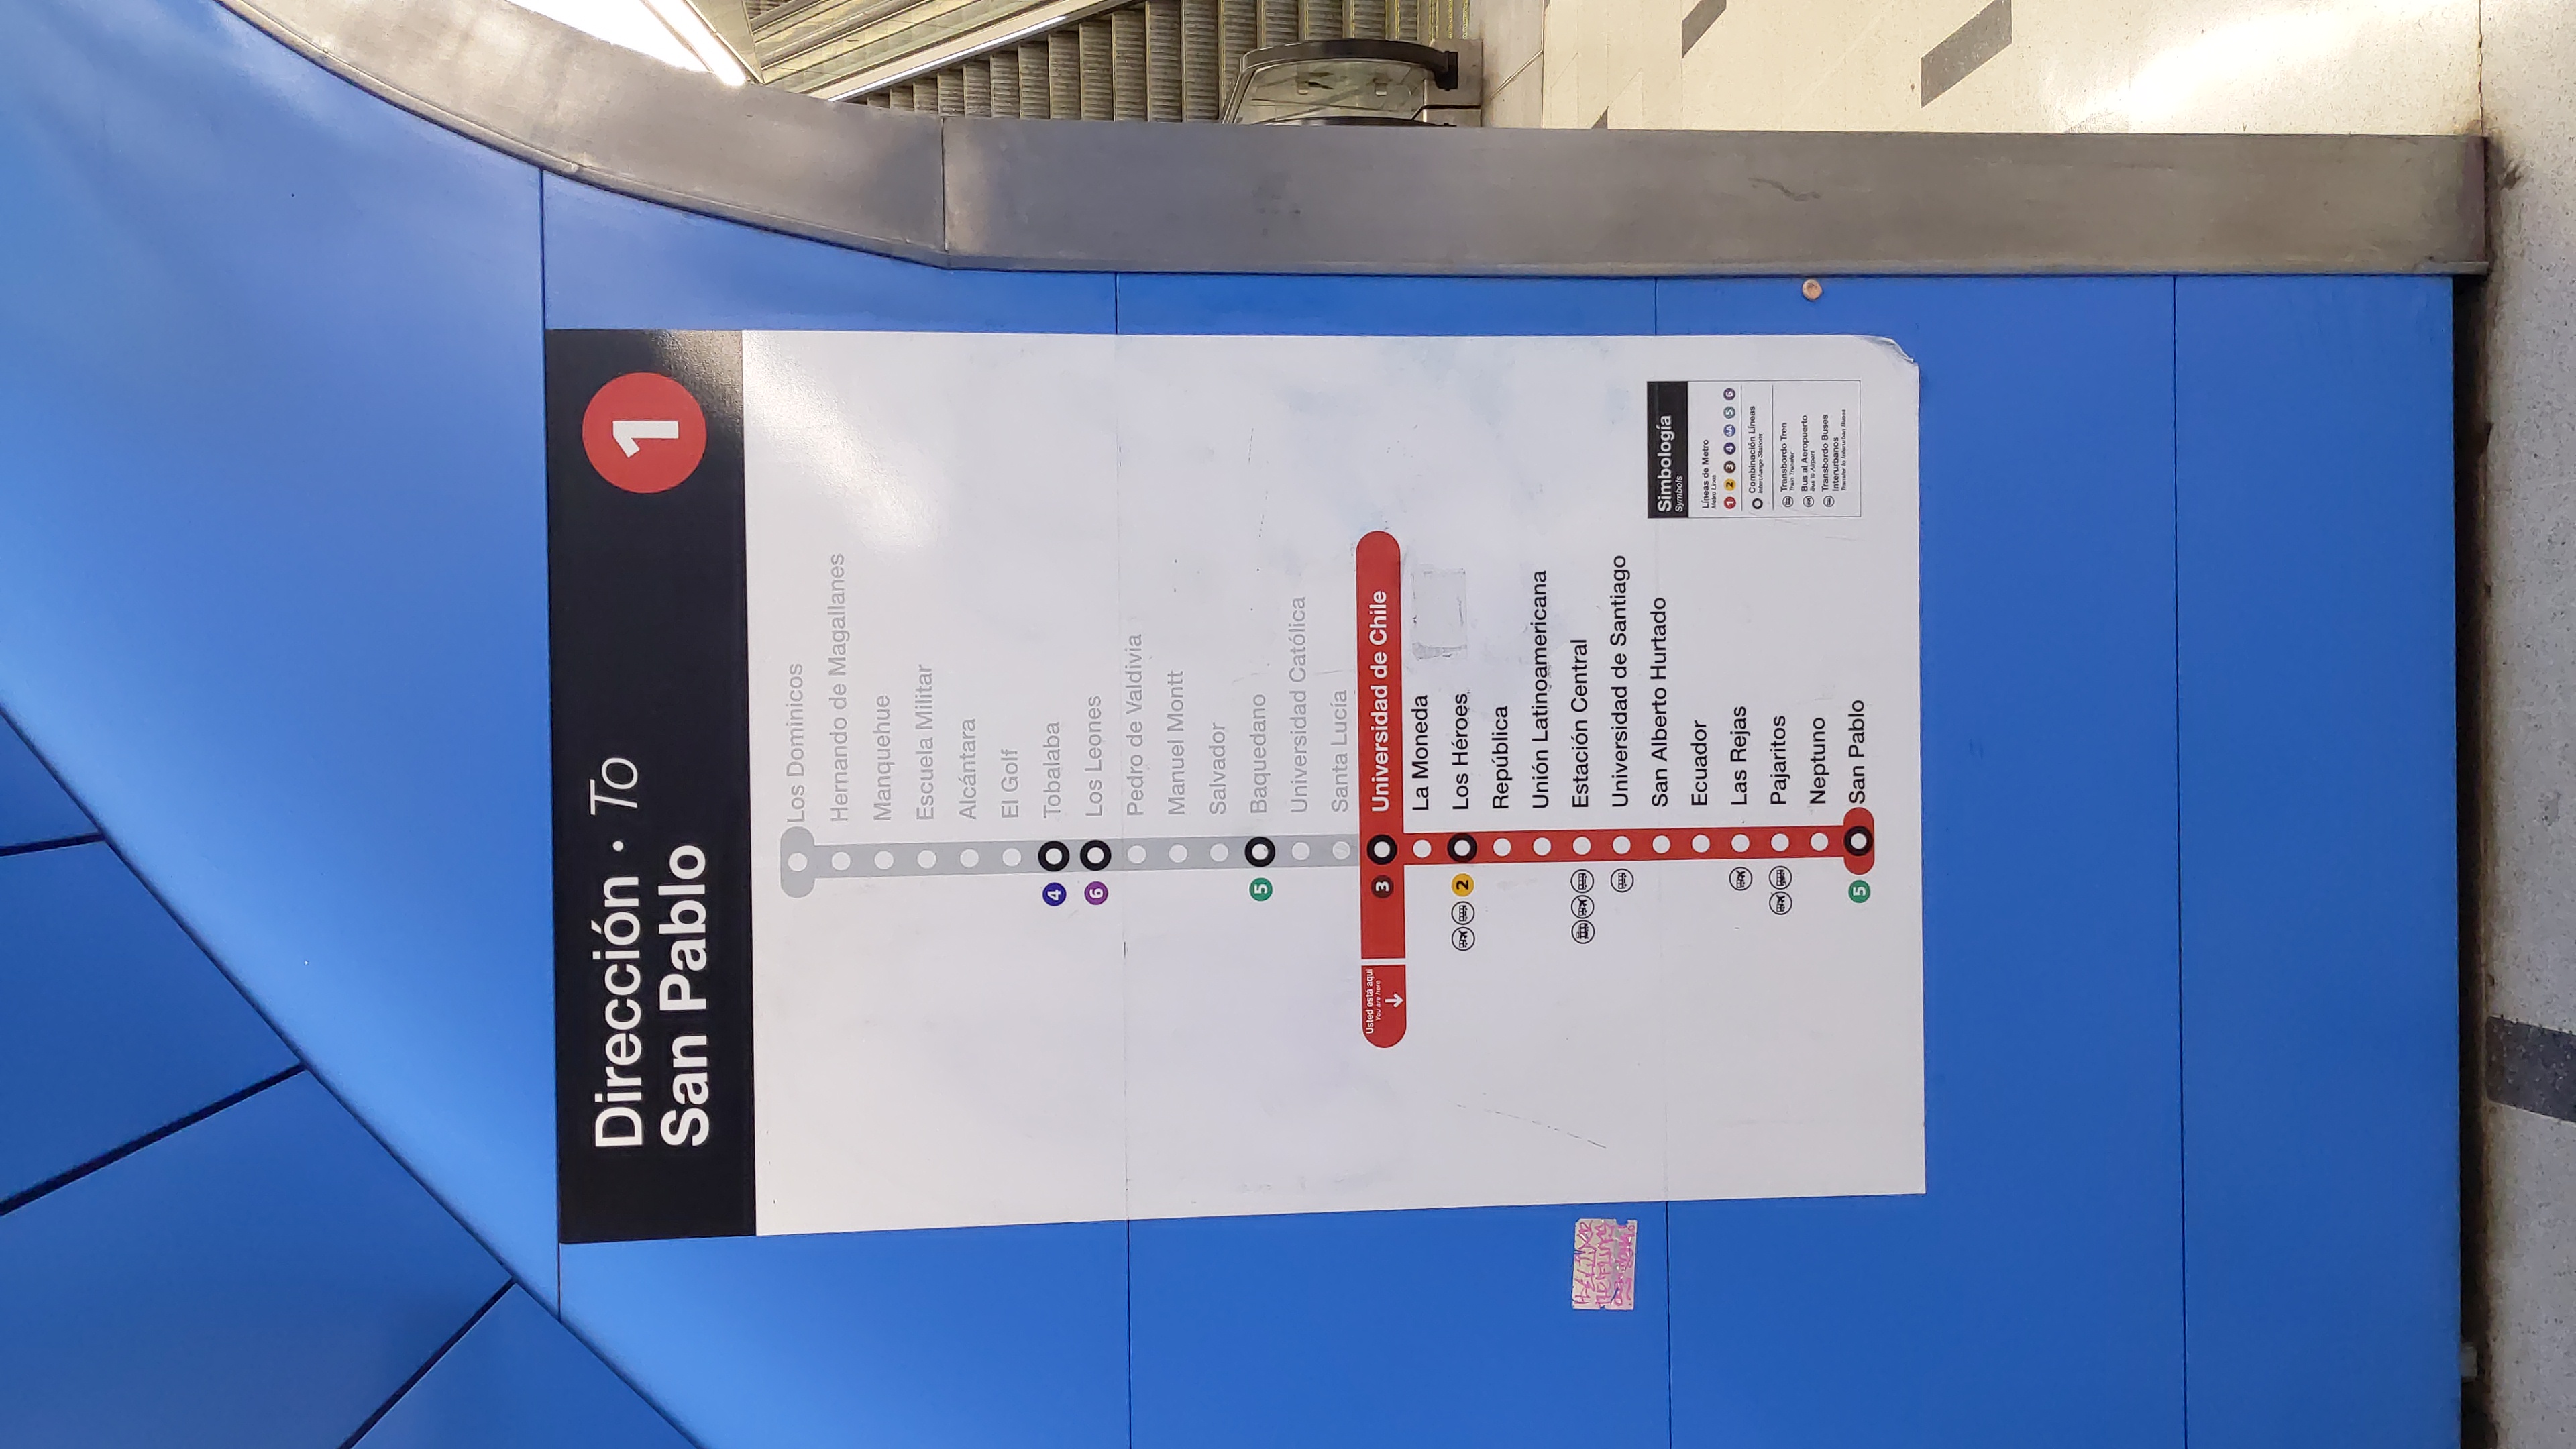 Dirección · To
San Pablo
1
Los Dominicos
Hernando de Magallanes
Manquehue
Escuela Militar
Alcántara
El Golf
4 Tobalaba
6 Los Leones
Pedro de Valdivia
Manuel Montt
Salvador
5 Baquedano
Universidad Católica
Santa Lucía
Usted está aquí
You are here
3 Universidad de Chile
La Moneda
2 Los Héroes
República
Unión Latinoamericana
Estación Central
Universidad de Santiago
San Alberto Hurtado
Ecuador
Las Rejas
Pajaritos
Neptuno
5 San Pablo
Simbología
Symbols
Líneas de Metro
Metro Lines
1 2 3 4 4A 5 6
Combinación Líneas
Interchange Stations
Transbordo Tren
Train Transfer
Bus al Aeropuerto
Bus to Airport
Transbordo Buses
Interurbanos
Transfer to Interurban Buses